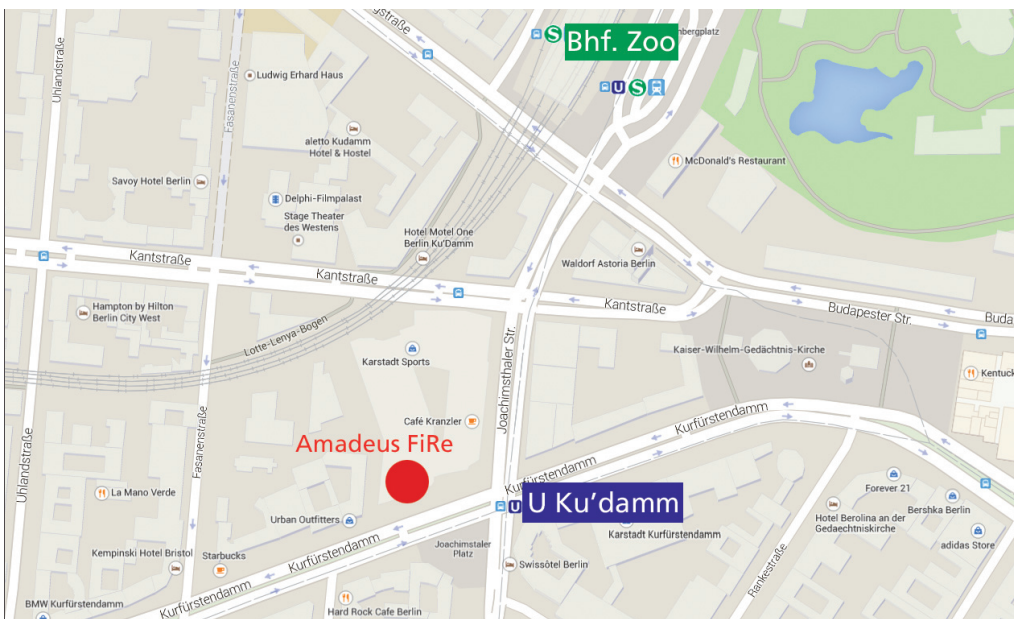 Bhf. Zoo
Ludwig Erhard Haus
Uhlandstraße
Fasanenstraße
aletto Kudamm
Hotel & Hostel
McDonald's Restaurant
Savoy Hotel Berlin
Delphi-Filmpalast
Stage Theater
des Westens
Hotel Motel One
Berlin Ku'Damm
Waldorf Astoria Berlin
Kantstraße
Kantstraße
Kantstraße
Hampton by Hilton
Berlin City West
Budapester Str.
Lotte-Lenya-Bogen
Joachimsthaler Str.
Karstadt Sports
Kaiser-Wilhelm-Gedächtnis-Kirche
Café Kranzler
Kurfürstendamm
Amadeus FiRe
Uhlandstraße
Fasanenstraße
Kurfürstendamm
La Mano Verde
U Ku'damm
Urban Outfitters
Forever 21
Bershka Berlin
Hotel Berolina an der
Gedaechtniskirche
Karstadt Kurfürstendamm
adidas Store
Kempinski Hotel Bristol
Starbucks
Kurfürstendamm
Joachimstaler
Platz
Swissôtel Berlin
Rankestraße
BMW Kurfürstendamm
Kurfürstendamm
Hard Rock Cafe Berlin